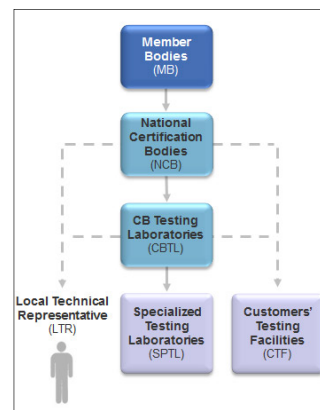 Member
Bodies
(MB)
National
Certification
Bodies
(NCB)
CB Testing
Laboratories
(CBTL)
Local Technical
Representative
(LTR)
Specialized
Testing
Laboratories
(SPTL)
Customers'
Testing
Facilities
(CTF)